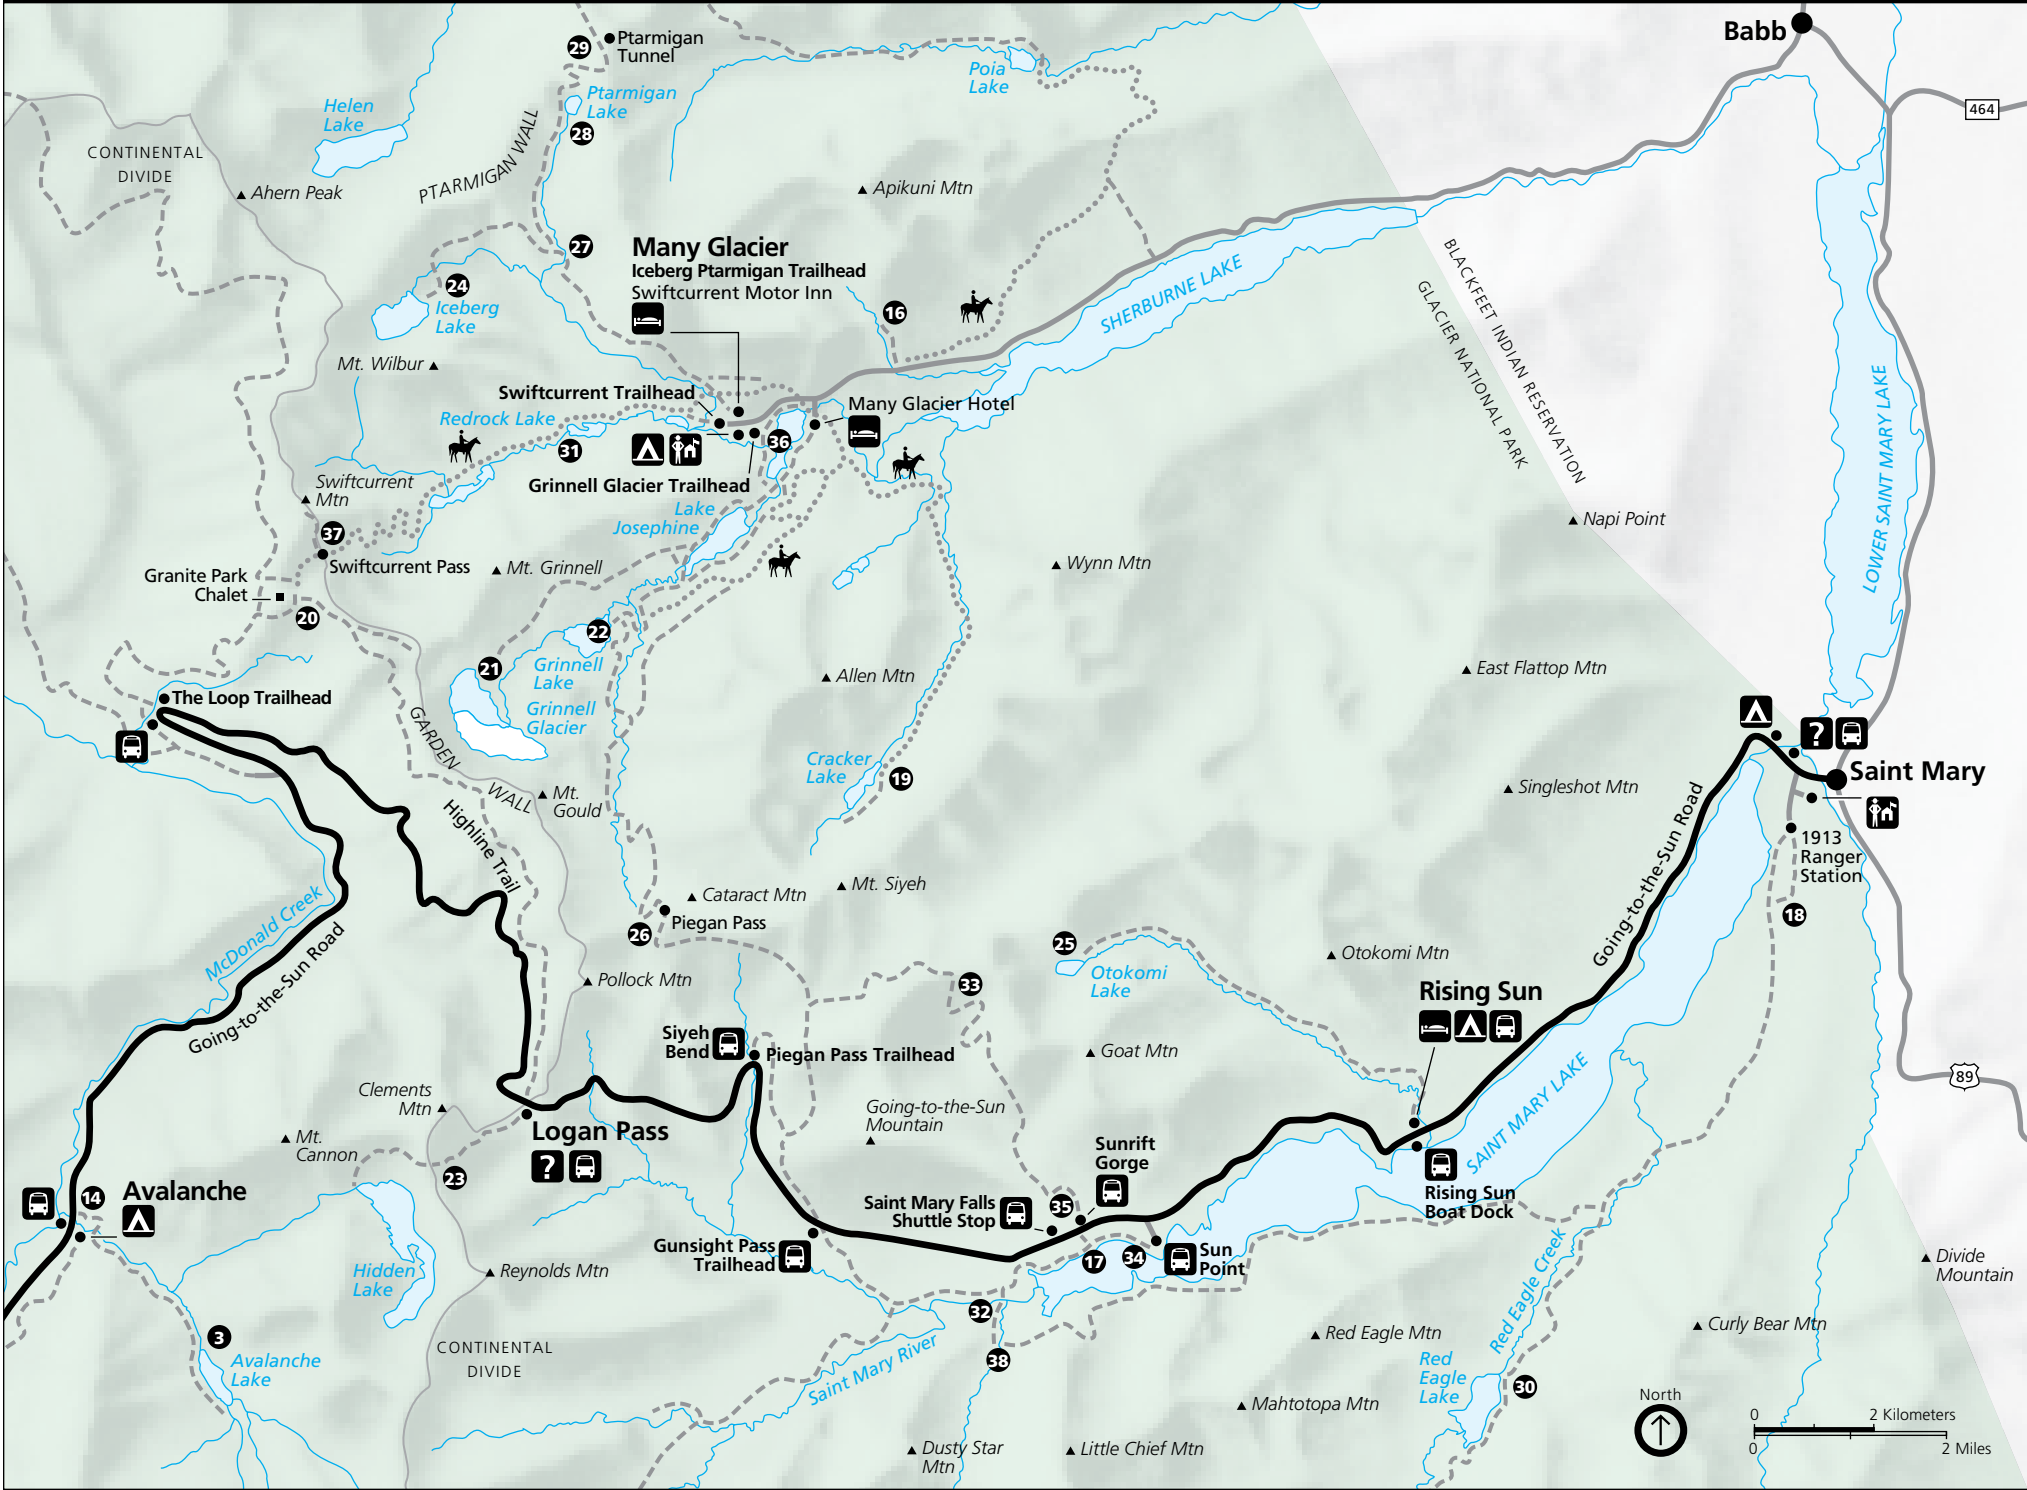 Babb
464
29
Ptarmigan
Tunnel
Poia
Lake
Helen
Lake
Ptarmigan
Lake
28
CONTINENTAL
DIVIDE
PTARMIGAN WALL
Ahern Peak
Apikuni Mtn
27
Many Glacier
Iceberg Ptarmigan Trailhead
Swiftcurrent Motor Inn
BLACKFEET INDIAN RESERVATION
GLACIER NATIONAL PARK
SHERBURNE LAKE
24
Iceberg
Lake
16
Mt. Wilbur
Swiftcurrent Trailhead
Many Glacier Hotel
Redrock Lake
31
36
LOWER SAINT MARY LAKE
Swiftcurrent
Mtn
Grinnell Glacier Trailhead
Lake
Josephine
Napi Point
37
Swiftcurrent Pass
Mt. Grinnell
Wynn Mtn
Granite Park
Chalet
20
22
21
Grinnell
Lake
Grinnell
Glacier
Allen Mtn
East Flattop Mtn
The Loop Trailhead
GARDEN
WALL
Cracker
Lake
19
?
Saint Mary
Mt.
Gould
Singleshot Mtn
Highline Trail
1913
Ranger
Station
Going-to-the-Sun Road
McDonald Creek
Going-to-the-Sun Road
Cataract Mtn
Mt. Siyeh
Piegan Pass
26
18
25
Otokomi
Lake
Otokomi Mtn
Pollock Mtn
33
Rising Sun
Siyeh
Bend
Piegan Pass Trailhead
Goat Mtn
89
Clements
Mtn
Going-to-the-Sun
Mountain
SAINT MARY LAKE
Mt.
Cannon
Logan Pass
?
Sunrift
Gorge
23
14
Avalanche
Saint Mary Falls
Shuttle Stop
35
Rising Sun
Boat Dock
Gunsight Pass
Trailhead
17
34
Sun
Point
Hidden
Lake
Reynolds Mtn
Divide
Mountain
Red Eagle Creek
32
3
Avalanche
Lake
CONTINENTAL
DIVIDE
Saint Mary River
38
Red Eagle Mtn
Curly Bear Mtn
Red
Eagle
Lake
30
Mahtotopa Mtn
North
0
2 Kilometers
0
2 Miles
Dusty Star
Mtn
Little Chief Mtn